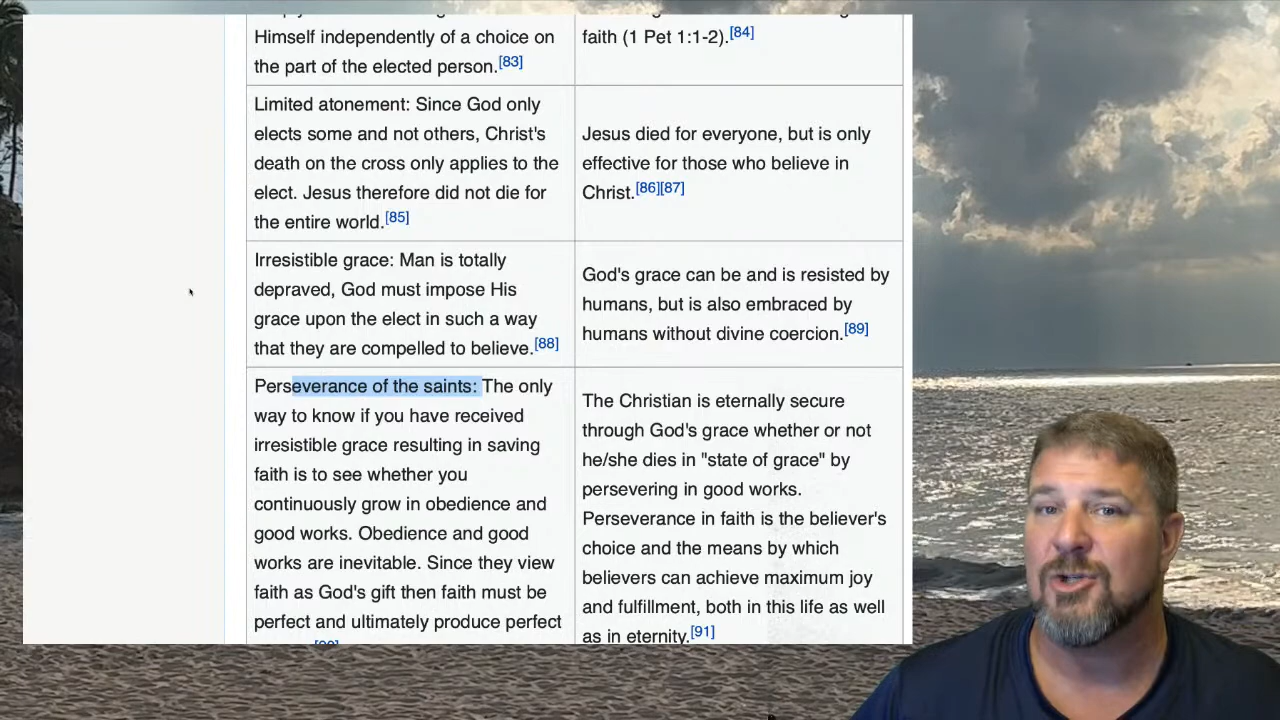 Himself independently of a choice on
the part of the elected person.[83]
faith (1 Pet 1:1-2).[84]
Limited atonement: Since God only
elects some and not others, Christ's
death on the cross only applies to the
elect. Jesus therefore did not die for
the entire world.[85]
Jesus died for everyone, but is only
effective for those who believe in
Christ.[86][87]
Irresistible grace: Man is totally
depraved, God must impose His
grace upon the elect in such a way
that they are compelled to believe.[88]
God's grace can be and is resisted by
humans, but is also embraced by
humans without divine coercion.[89]
Perseverance of the saints: The only
way to know if you have received
irresistible grace resulting in saving
faith is to see whether you
continuously grow in obedience and
good works. Obedience and good
works are inevitable. Since they view
faith as God's gift then faith must be
perfect and ultimately produce perfect
The Christian is eternally secure
through God's grace whether or not
he/she dies in "state of grace" by
persevering in good works.
Perseverance in faith is the believer's
choice and the means by which
believers can achieve maximum joy
and fulfillment, both in this life as well
as in eternity.[91]